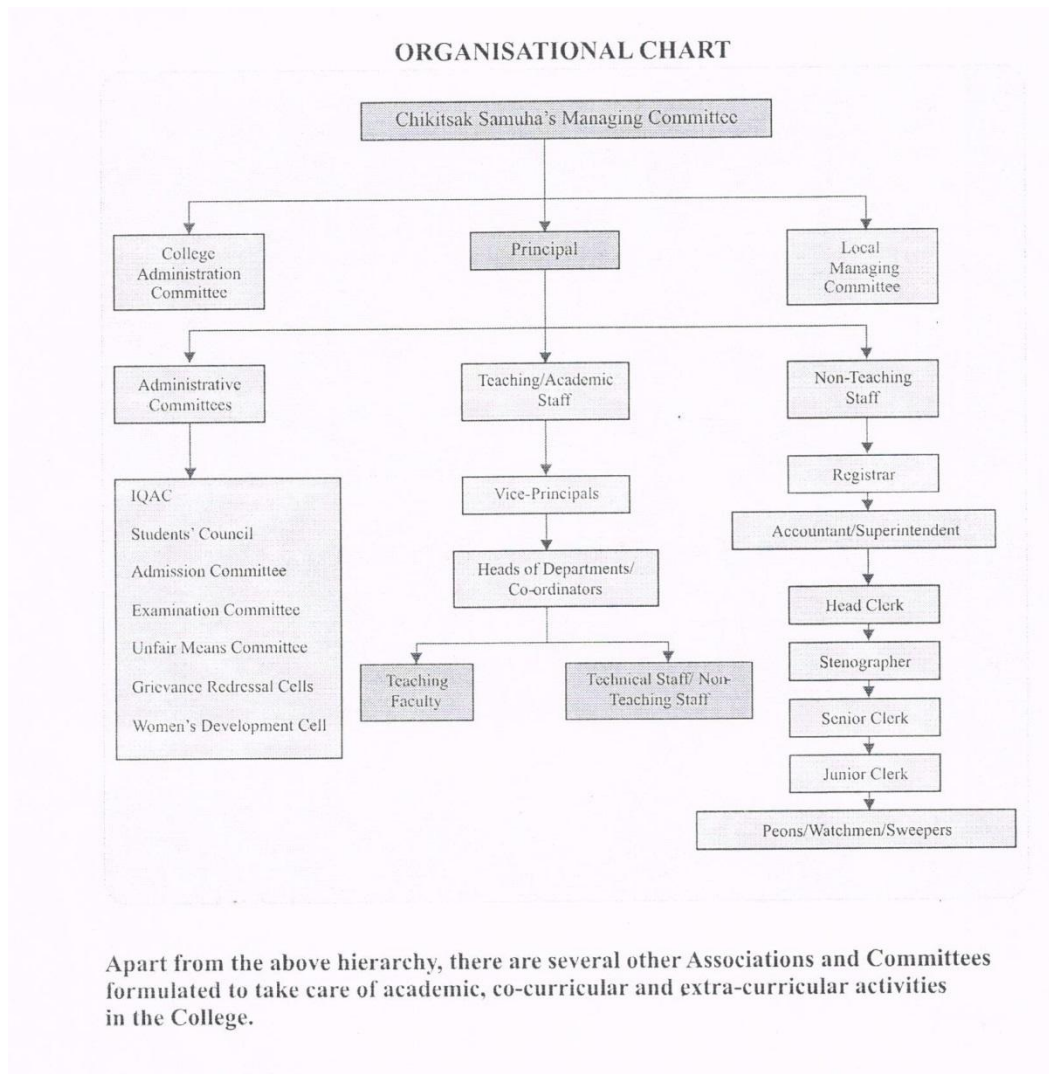 ORGANISATIONAL CHART
Chikitsak Samuha's Managing Committee
College
Administration
Committee
Principal
Local
Managing
Committee
Administrative
Committees
Teaching/Academic
Staff
Non-Teaching
Staff
IQAC
Students' Council
Admission Committee
Examination Committee
Unfair Means Committee
Grievance Redressal Cells
Women's Development Cell
Vice-Principals
Heads of Departments/
Co-ordinators
Teaching
Faculty
Technical Staff/ Non-
Teaching Staff
Registrar
Accountant/Superintendent
Head Clerk
Stenographer
Senior Clerk
Junior Clerk
Peons/Watchmen/Sweepers
Apart from the above hierarchy, there are several other Associations and Committees
formulated to take care of academic, co-curricular and extra-curricular activities
in the College.